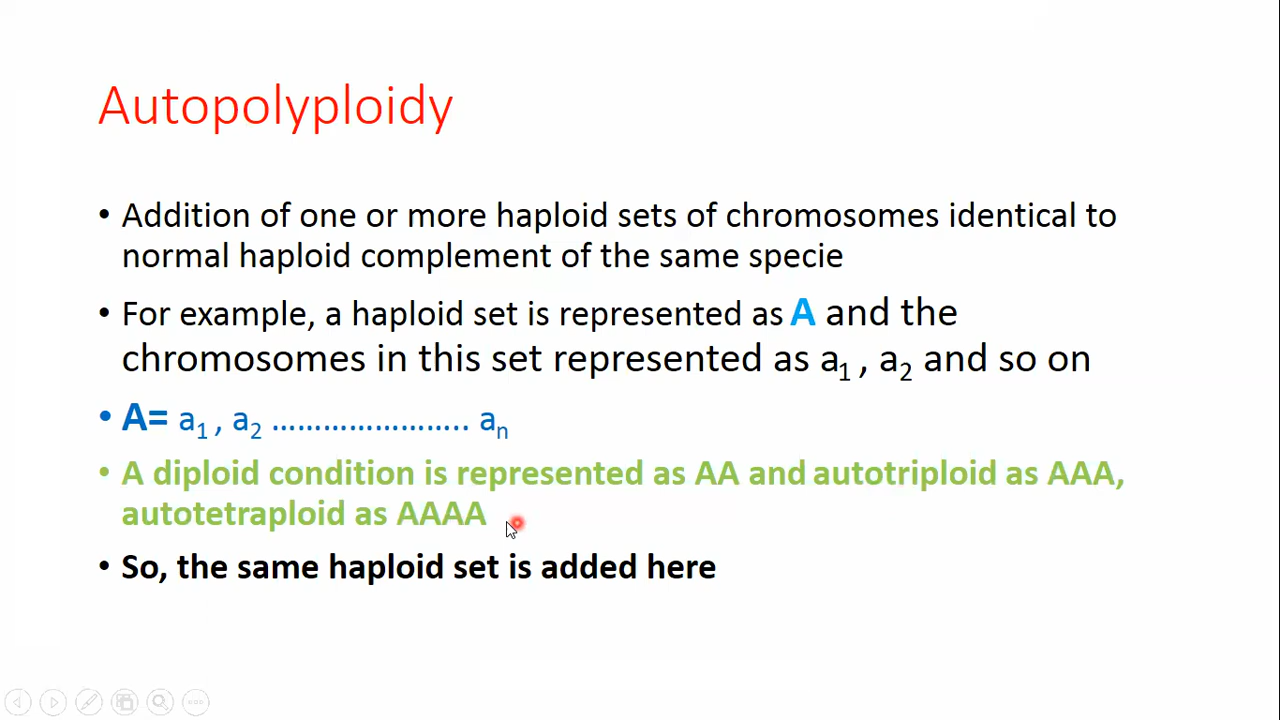 Autopolyploidy
• Addition of one or more haploid sets of chromosomes identical to
normal haploid complement of the same specie
• For example, a haploid set is represented as A and the
chromosomes in this set represented as a₁ , a₂ and so on
• A= a₁ , a₂ ………………….. aₙ
• A diploid condition is represented as AA and autotriploid as AAA,
autotetraploid as AAAA
• So, the same haploid set is added here